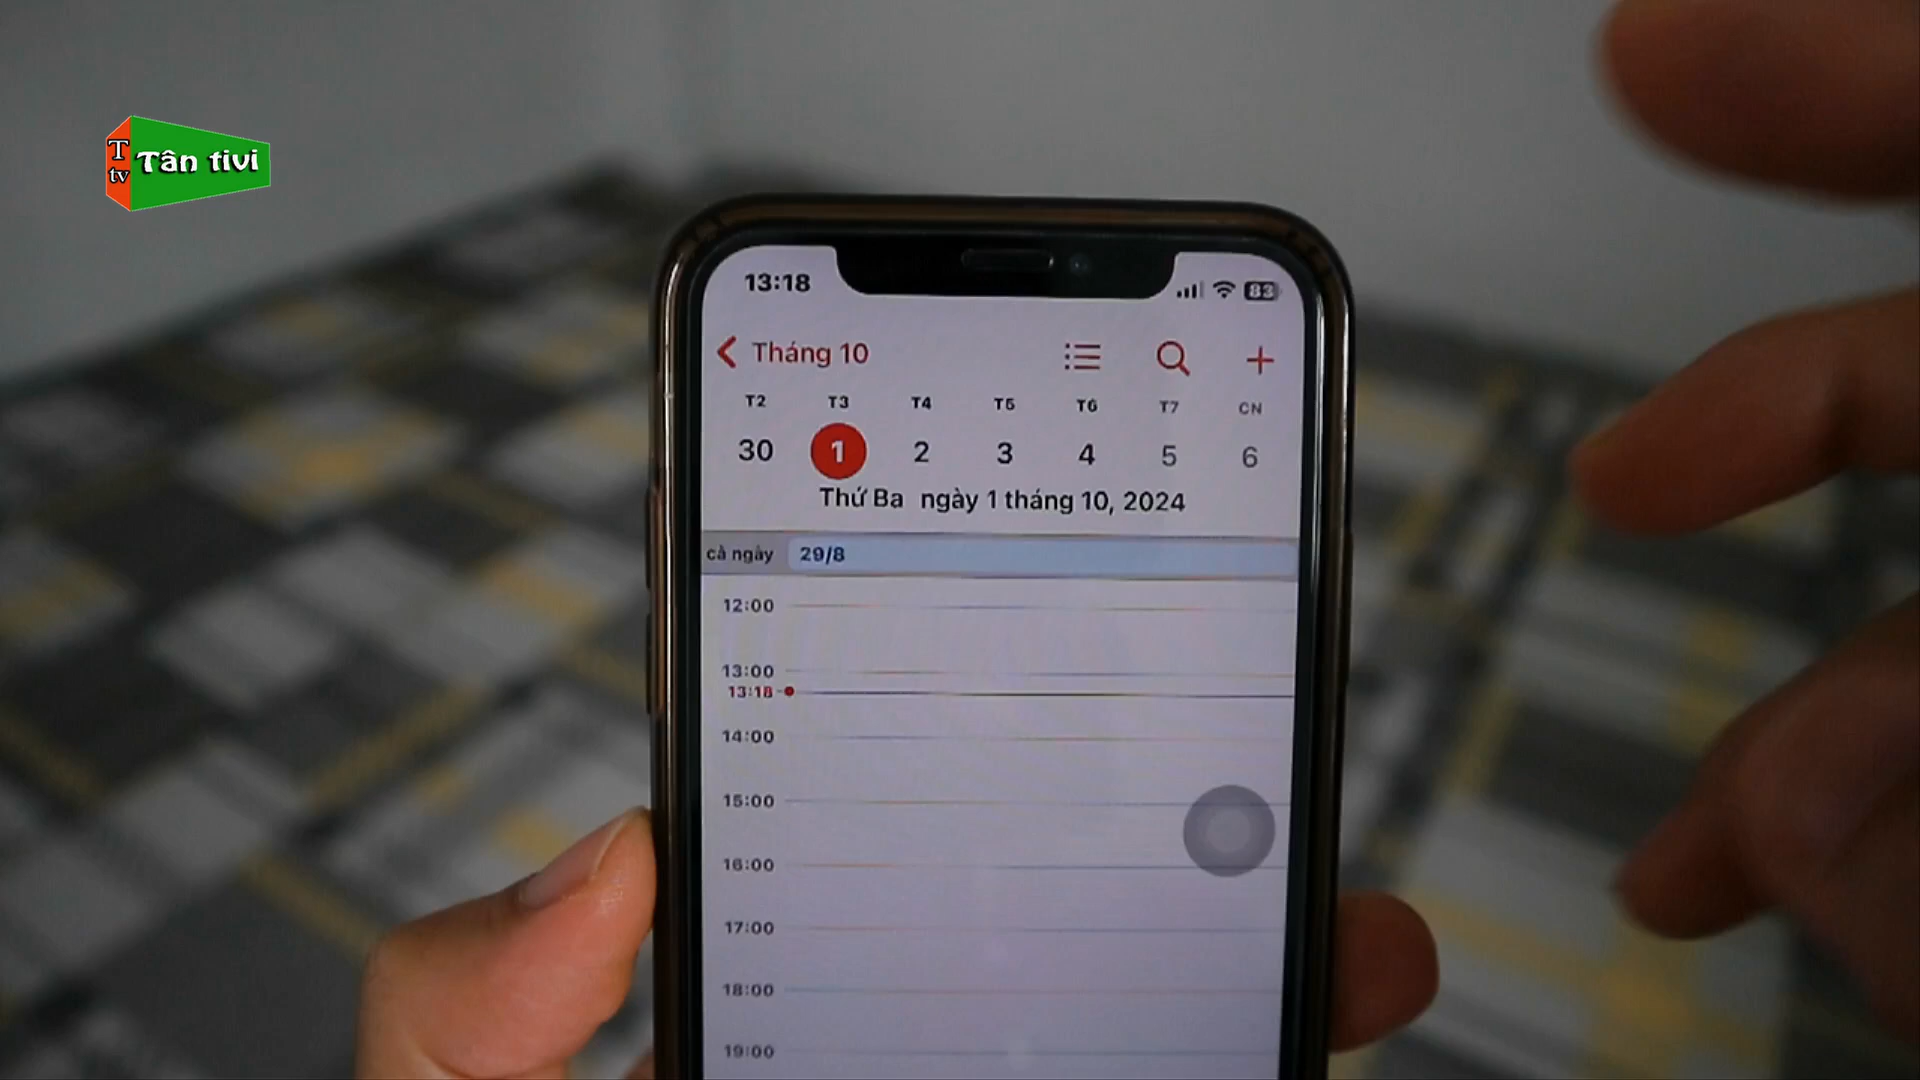 T
tv
Tân tivi
13:18
83
Tháng 10
T2 T3 T4 T5 T6 T7 CN
30 1 2 3 4 5 6
Thứ Ba ngày 1 tháng 10, 2024
cả ngày 29/8
12:00
13:00
13:18
14:00
15:00
16:00
17:00
18:00
19:00